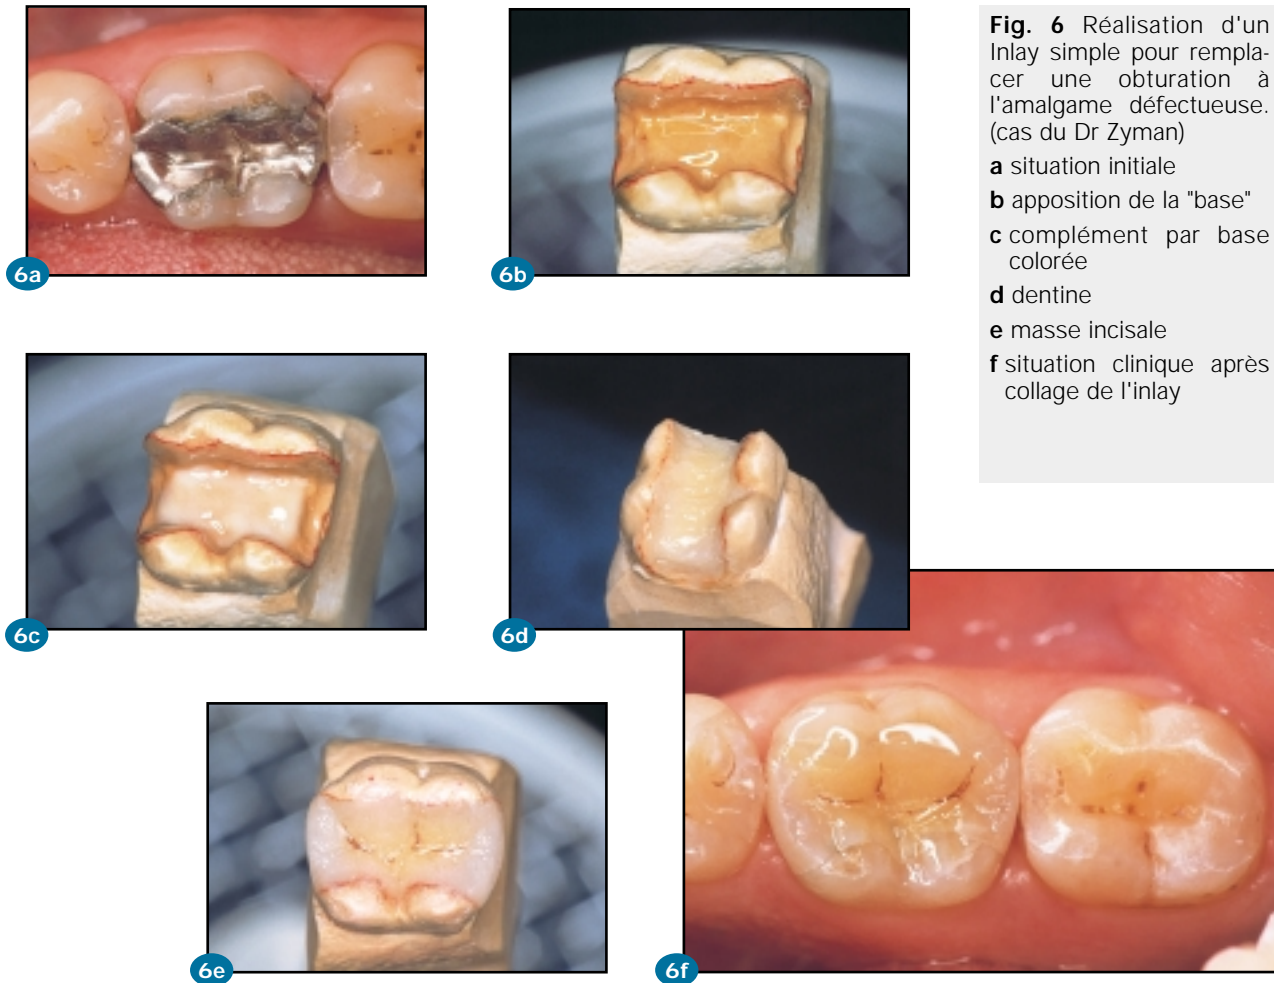 6a
6b
Fig. 6 Réalisation d'un
Inlay simple pour rempla-
cer une obturation à
l'amalgame défectueuse.
(cas du Dr Zyman)
a situation initiale
b apposition de la "base"
c complément par base
colorée
d dentine
e masse incisale
f situation clinique après
collage de l'inlay
6c
6d
6e
6f